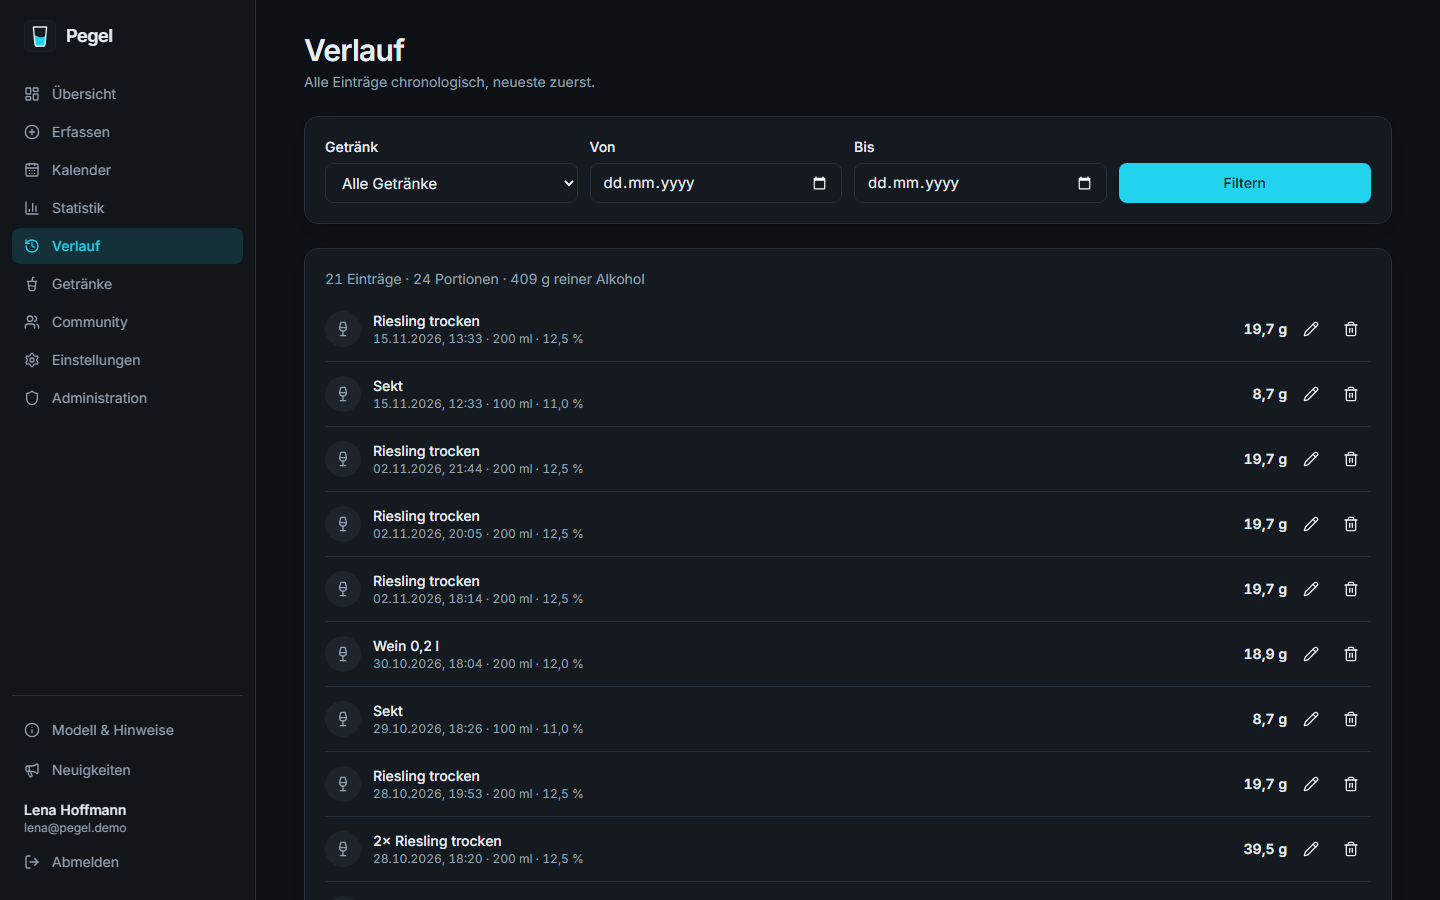 Pegel
Übersicht
Erfassen
Kalender
Statistik
Verlauf
Getränke
Community
Einstellungen
Administration
Modell & Hinweise
Neuigkeiten
Lena Hoffmann
lena@pegel.demo
Abmelden
Verlauf
Alle Einträge chronologisch, neueste zuerst.
Getränk
Von
Bis
Alle Getränke
dd.mm.yyyy
dd.mm.yyyy
Filtern
21 Einträge · 24 Portionen · 409 g reiner Alkohol
Riesling trocken
15.11.2026, 13:33 · 200 ml · 12,5 %
19,7 g
Sekt
15.11.2026, 12:33 · 100 ml · 11,0 %
8,7 g
Riesling trocken
02.11.2026, 21:44 · 200 ml · 12,5 %
19,7 g
Riesling trocken
02.11.2026, 20:05 · 200 ml · 12,5 %
19,7 g
Riesling trocken
02.11.2026, 18:14 · 200 ml · 12,5 %
19,7 g
Wein 0,2 l
30.10.2026, 18:04 · 200 ml · 12,0 %
18,9 g
Sekt
29.10.2026, 18:26 · 100 ml · 11,0 %
8,7 g
Riesling trocken
28.10.2026, 19:53 · 200 ml · 12,5 %
19,7 g
2× Riesling trocken
28.10.2026, 18:20 · 200 ml · 12,5 %
39,5 g